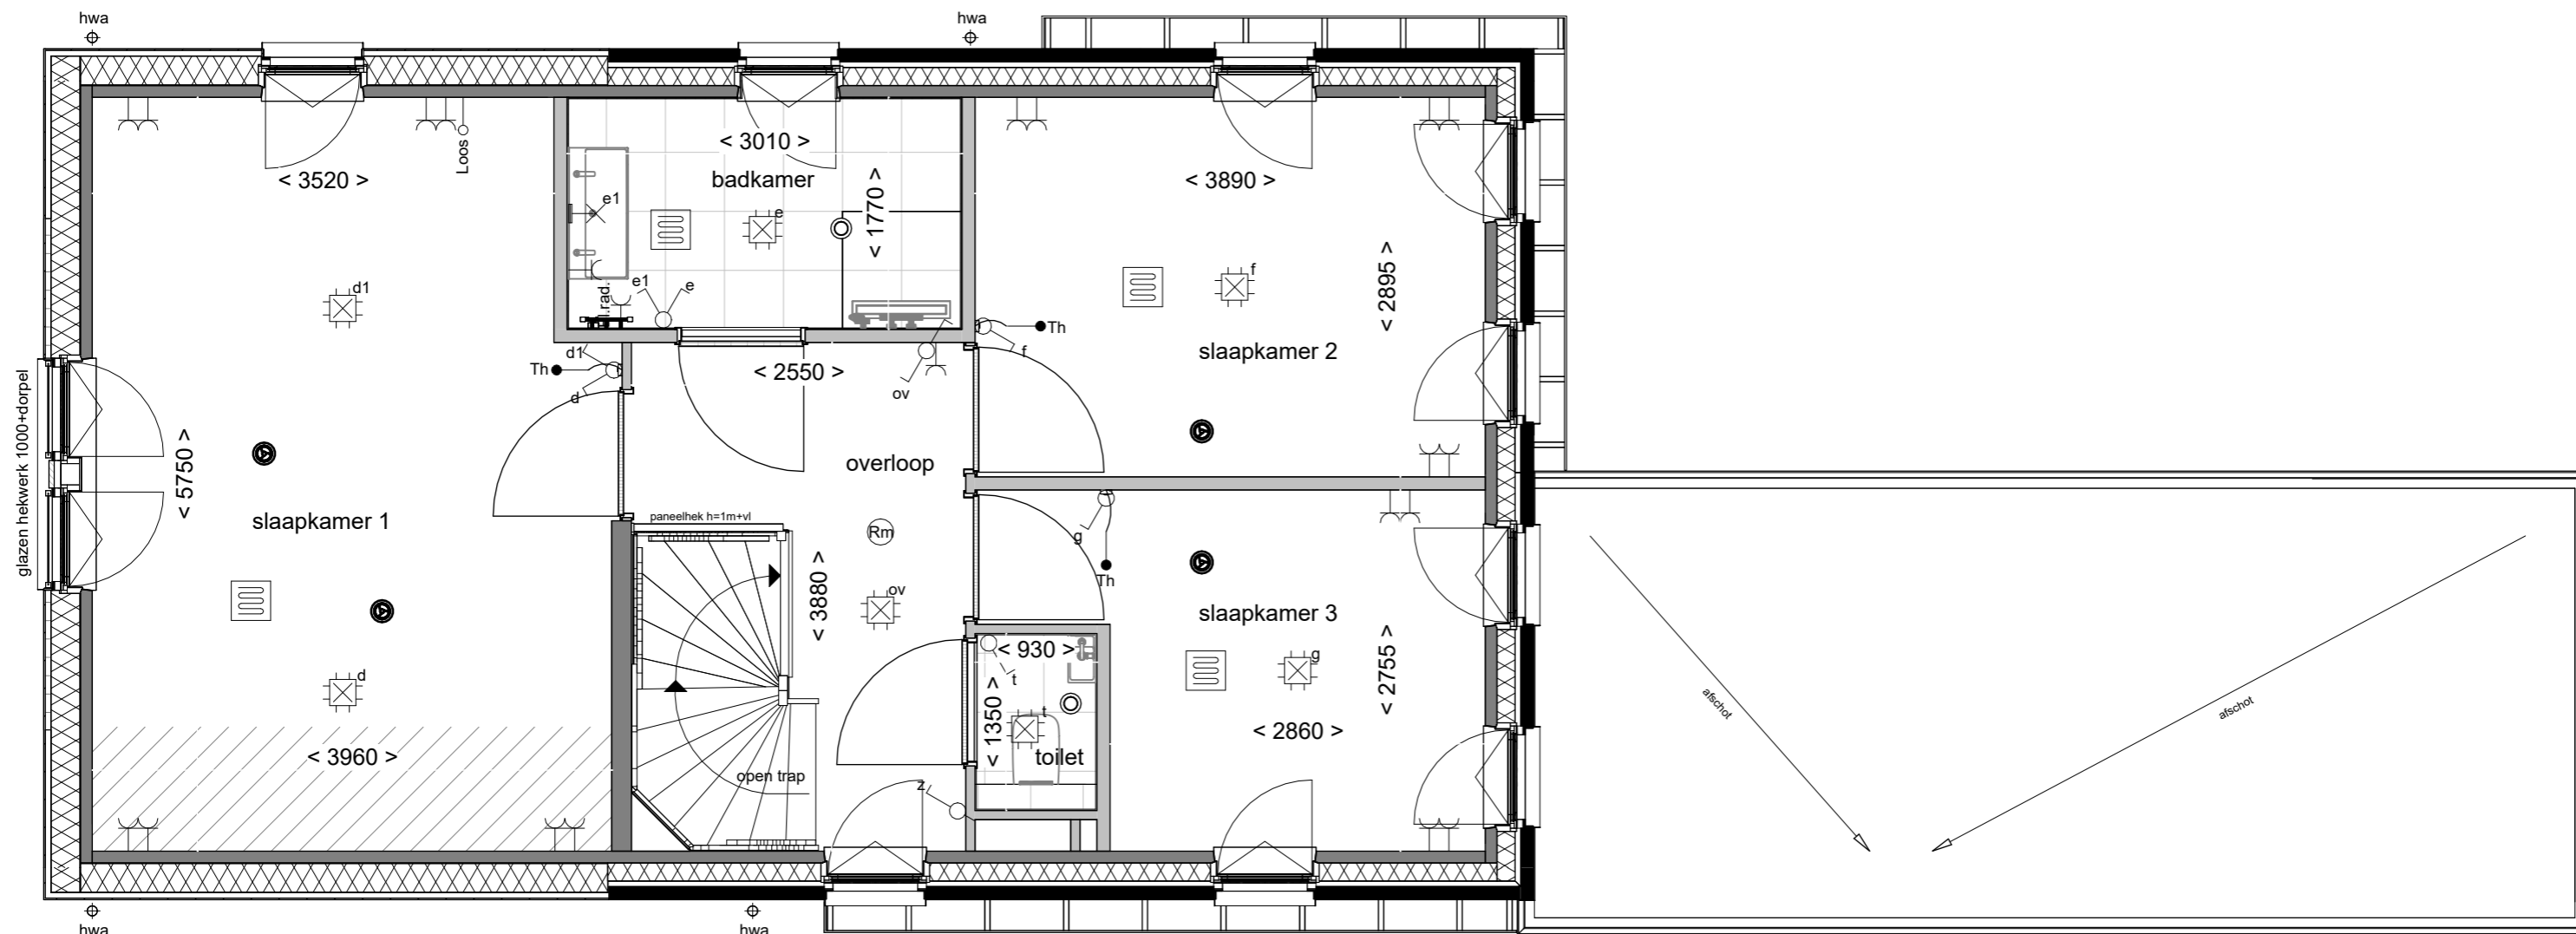 hwa
hwa
Loos
< 3520 >
< 3010 >
badkamer
< 1770 >
e1
e
< 3890 >
< 2895 >
f
d1
e1
e
.rad.
d1
Th
d
< 2550 >
ov
Th
f
slaapkamer 2
glazen hekwerk 1000+dorpel
< 5750 >
slaapkamer 1
overloop
paneelhek h=1m+vl
Rm
< 3880 >
ov
g
Th
slaapkamer 3
< 930 >
t
< 1350 >
t
toilet
g
< 2755 >
< 2860 >
d
< 3960 >
open trap
z
afschot
afschot
hwa
hwa